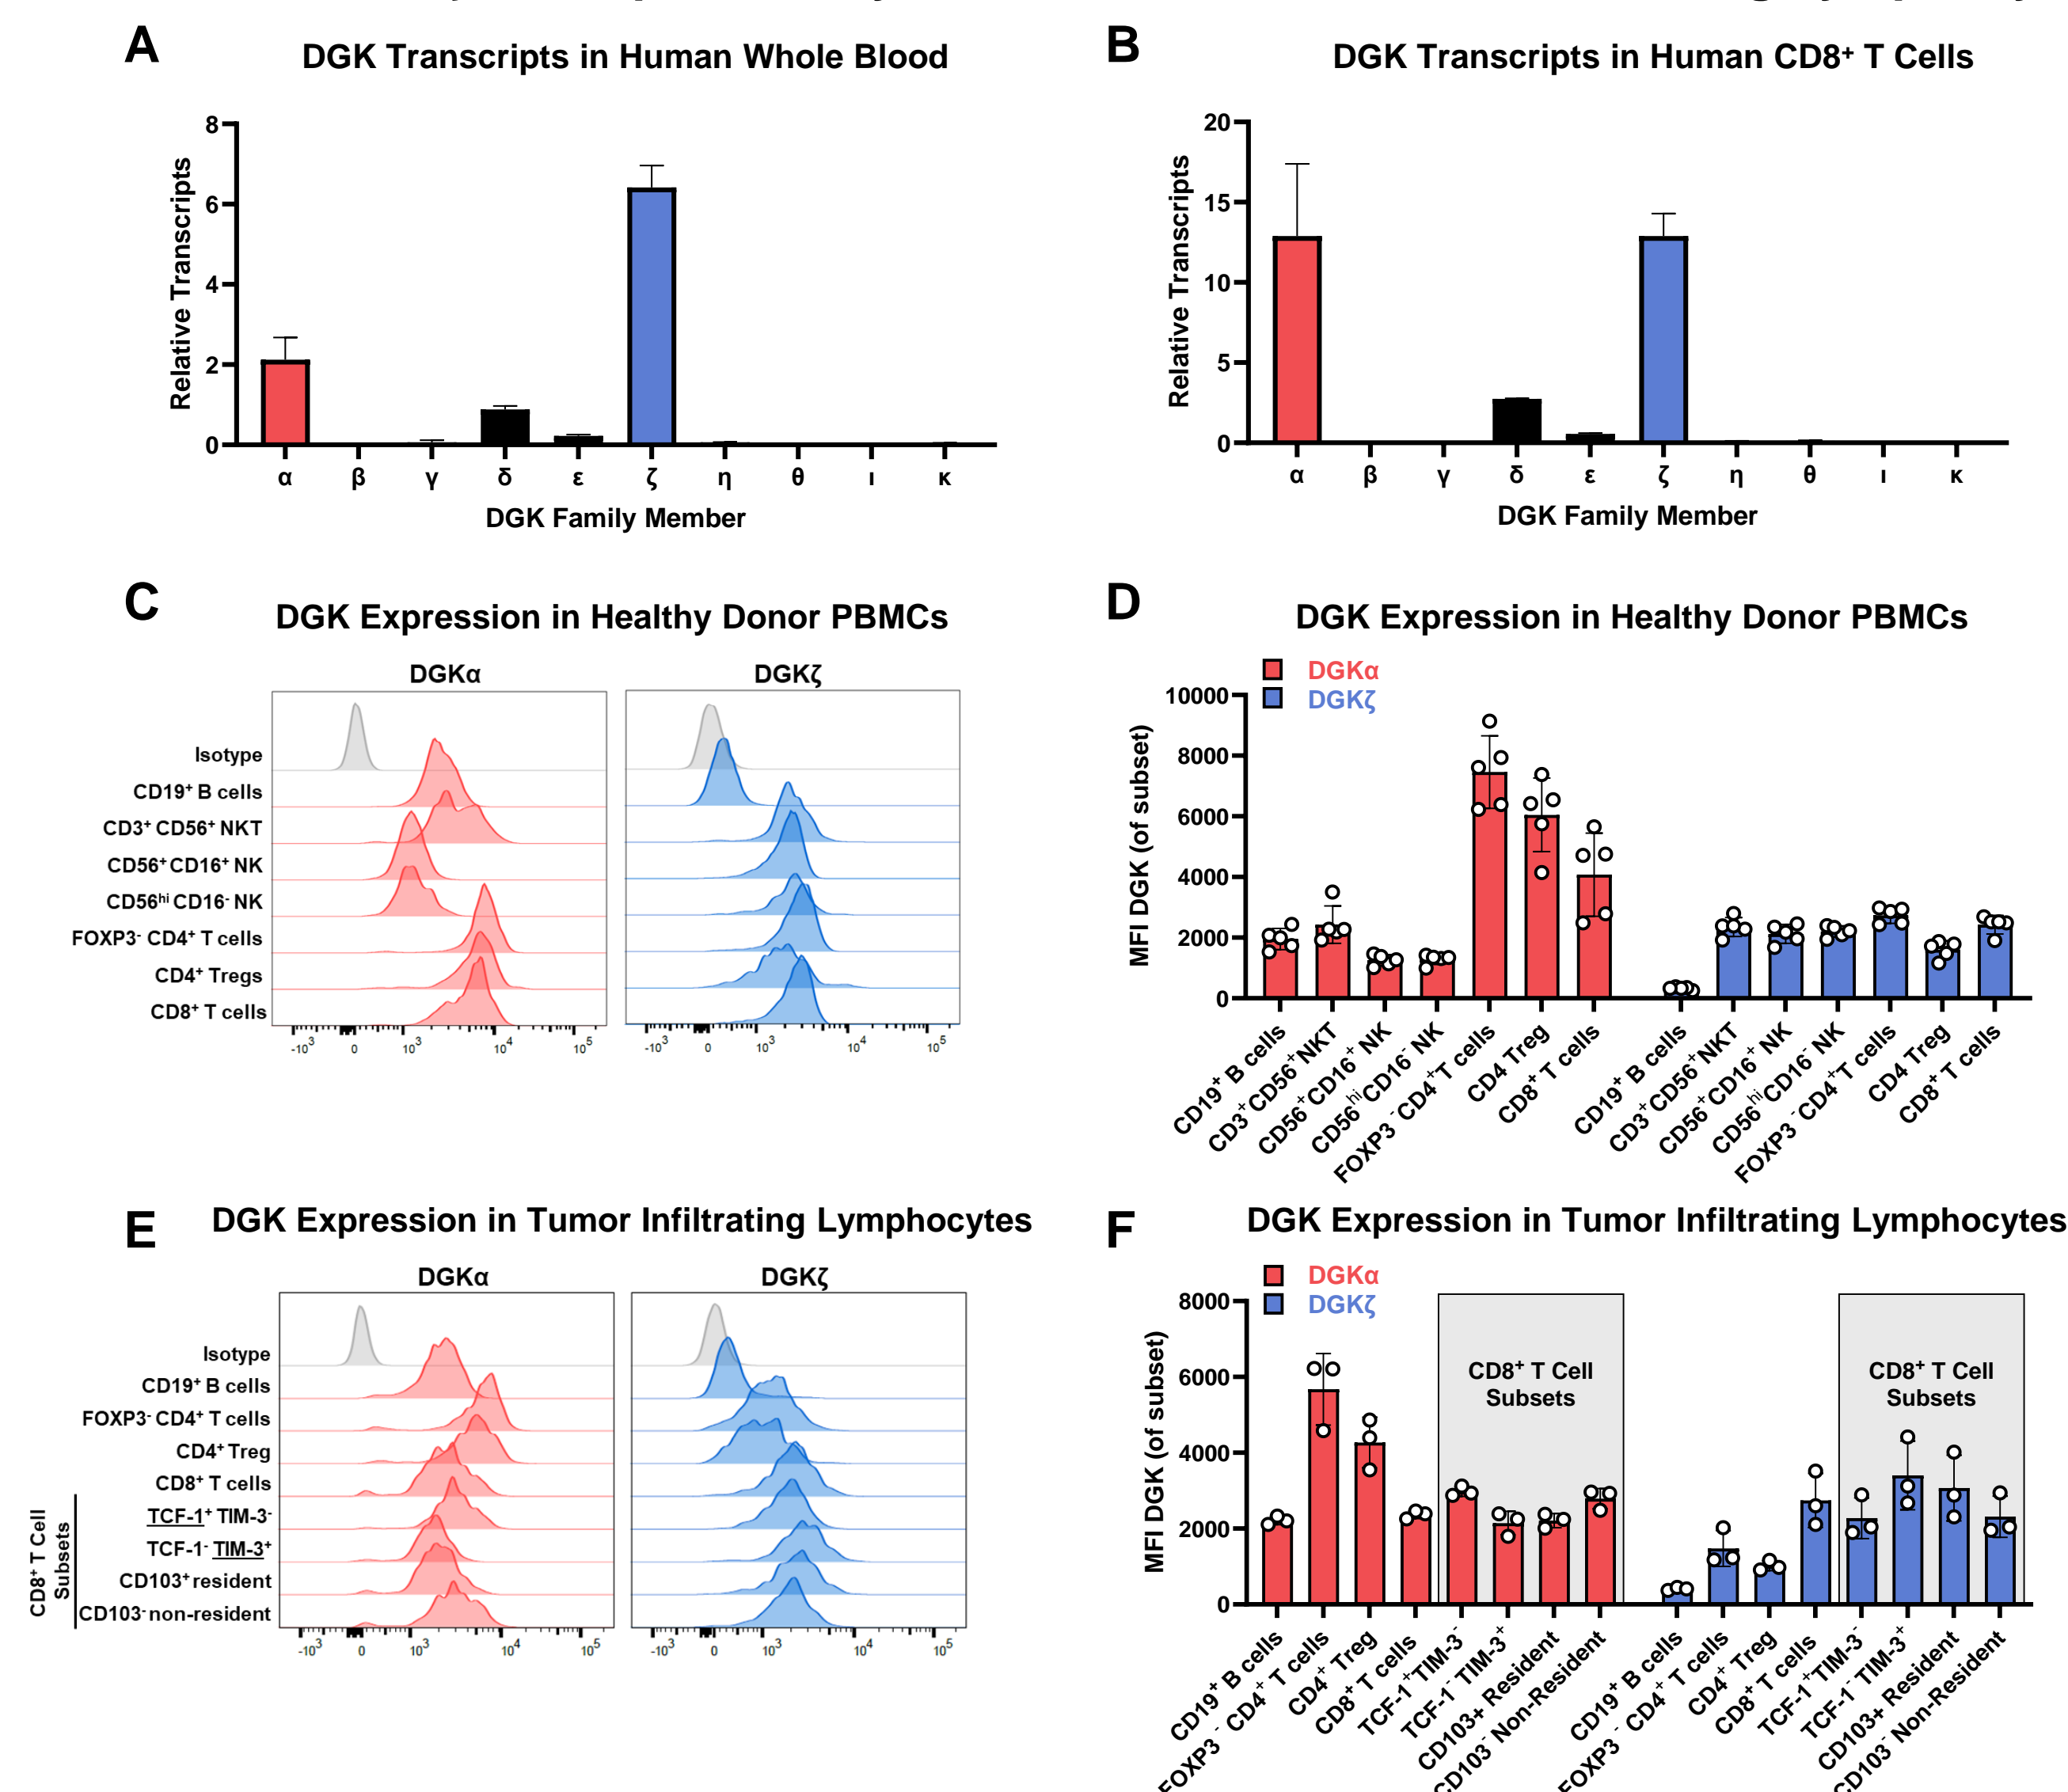 A
DGK Transcripts in Human Whole Blood
Relative Transcripts
8
6
4
2
0
α β γ δ ε ζ η θ ι κ
DGK Family Member
B
DGK Transcripts in Human CD8⁺ T Cells
Relative Transcripts
20
15
10
5
0
α β γ δ ε ζ η θ ι κ
DGK Family Member
C
DGK Expression in Healthy Donor PBMCs
DGKα DGKζ
Isotype
CD19⁺ B cells
CD3⁺ CD56⁺ NKT
CD56⁺ CD16⁺ NK
CD56ʰⁱ CD16⁻ NK
FOXP3⁻ CD4⁺ T cells
CD4⁺ Tregs
CD8⁺ T cells
-10³ 0 10³ 10⁴ 10⁵
-10³ 0 10³ 10⁴ 10⁵
D
DGK Expression in Healthy Donor PBMCs
DGKα
DGKζ
MFI DGK (of subset)
10000
8000
6000
4000
2000
0
CD19⁺ B cells
CD3⁺ CD56⁺ NKT
CD56⁺ CD16⁺ NK
CD56ʰⁱ CD16⁻ NK
FOXP3⁻ CD4⁺ T cells
CD4 Treg
CD8⁺ T cells
CD19⁺ B cells
CD3⁺ CD56⁺ NKT
CD56⁺ CD16⁺ NK
CD56ʰⁱ CD16⁻ NK
FOXP3⁻ CD4⁺ T cells
CD4 Treg
CD8⁺ T cells
E
DGK Expression in Tumor Infiltrating Lymphocytes
DGKα DGKζ
Isotype
CD19⁺ B cells
FOXP3⁻ CD4⁺ T cells
CD4⁺ Treg
CD8⁺ T cells
CD8⁺ T Cell
Subsets
TCF-1⁺ TIM-3⁻
TCF-1⁻ TIM-3⁺
CD103⁺ resident
CD103⁻ non-resident
-10³ 0 10³ 10⁴ 10⁵
-10³ 0 10³ 10⁴ 10⁵
F
DGK Expression in Tumor Infiltrating Lymphocytes
DGKα
DGKζ
MFI DGK (of subset)
8000
6000
4000
2000
0
CD8⁺ T Cell
Subsets
CD8⁺ T Cell
Subsets
CD19⁺ B cells
FOXP3⁻ CD4⁺ T cells
CD4⁺ Treg
CD8⁺ T cells
TCF-1⁺ TIM-3⁻
TCF-1⁻ TIM-3⁺
CD103+ Resident
CD103⁻ Non-Resident
CD19⁺ B cells
FOXP3⁻ CD4⁺ T cells
CD4⁺ Treg
CD8⁺ T cells
TCF-1⁺ TIM-3⁻
TCF-1⁻ TIM-3⁺
CD103+ Resident
CD103⁻ Non-Resident